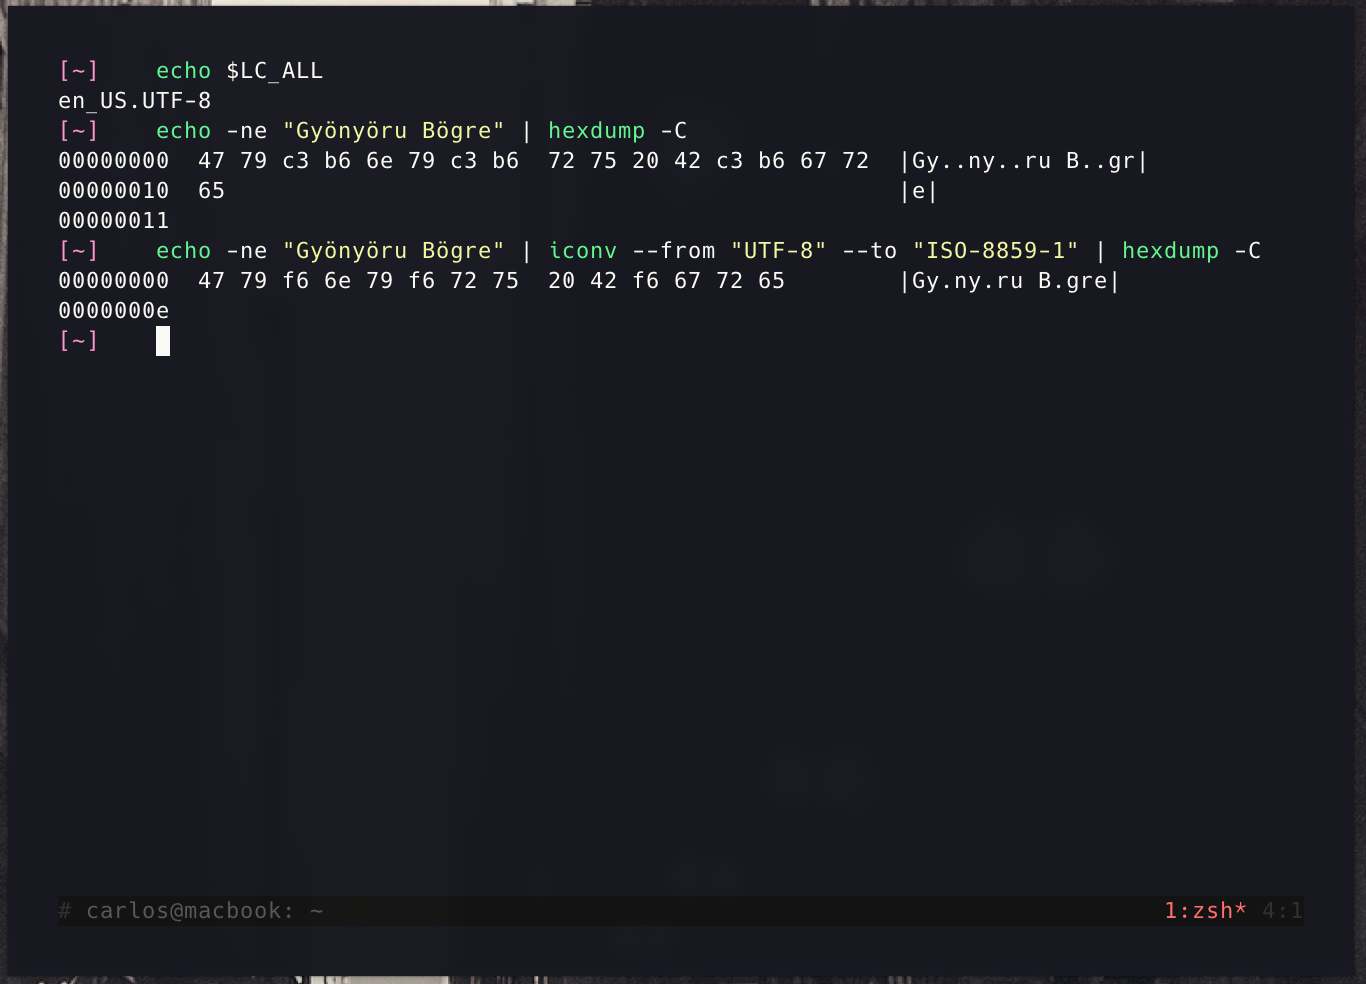 [~]    echo $LC_ALL
en_US.UTF-8
[~]    echo -ne "Gyönyöru Bögre" | hexdump -C
00000000  47 79 c3 b6 6e 79 c3 b6  72 75 20 42 c3 b6 67 72  |Gy..ny..ru B..gr|
00000010  65                                                |e|
00000011
[~]    echo -ne "Gyönyöru Bögre" | iconv --from "UTF-8" --to "ISO-8859-1" | hexdump -C
00000000  47 79 f6 6e 79 f6 72 75  20 42 f6 67 72 65        |Gy.ny.ru B.gre|
0000000e
[~]
# carlos@macbook: ~    1:zsh* 4:1